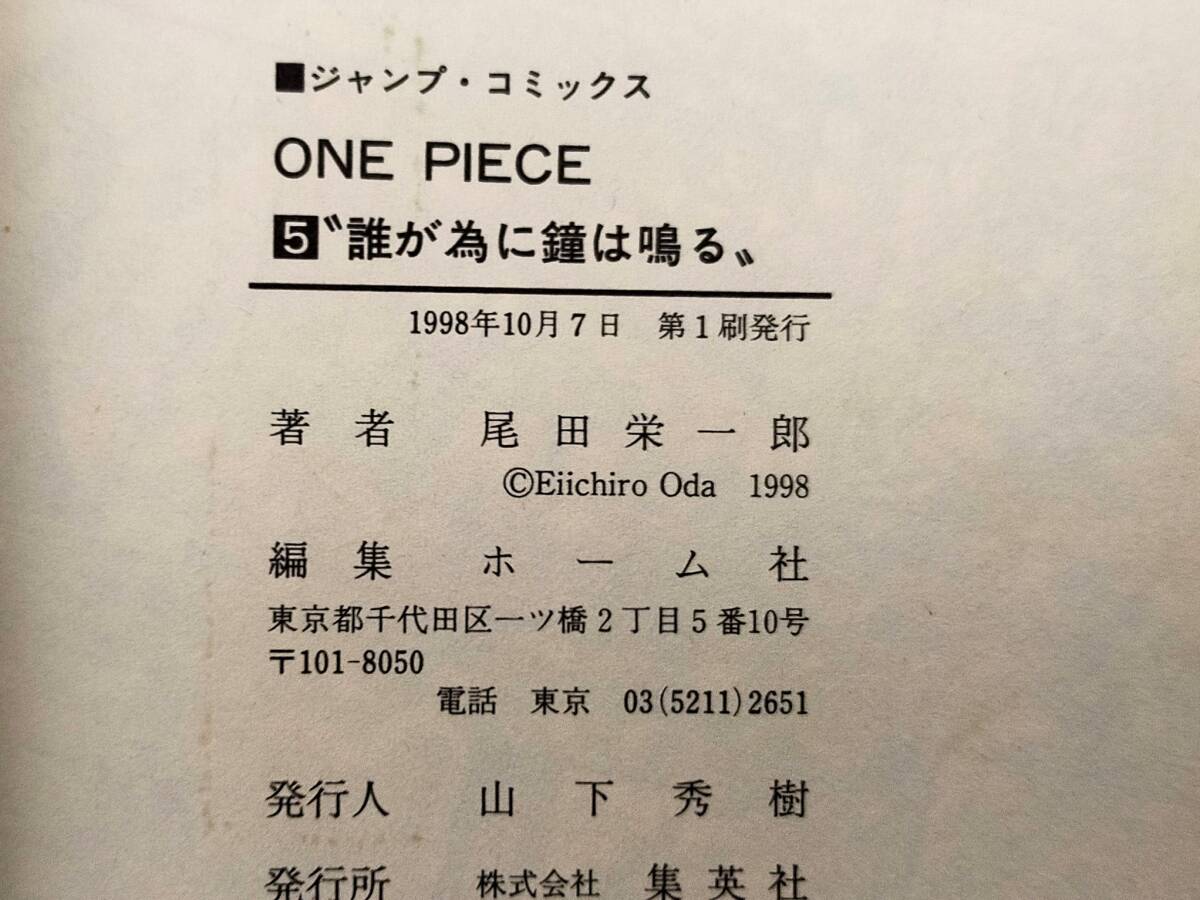 ■ジャンプ・コミックス
ONE PIECE
5〝誰が為に鐘は鳴る〟
1998年10月7日 第1刷発行
著者 尾田栄一郎
©Eiichiro Oda 1998
編集 ホーム社
東京都千代田区一ツ橋2丁目5番10号
〒101-8050
電話 東京 03(5211)2651
発行人 山下秀樹
発行所 株式会社 集英社